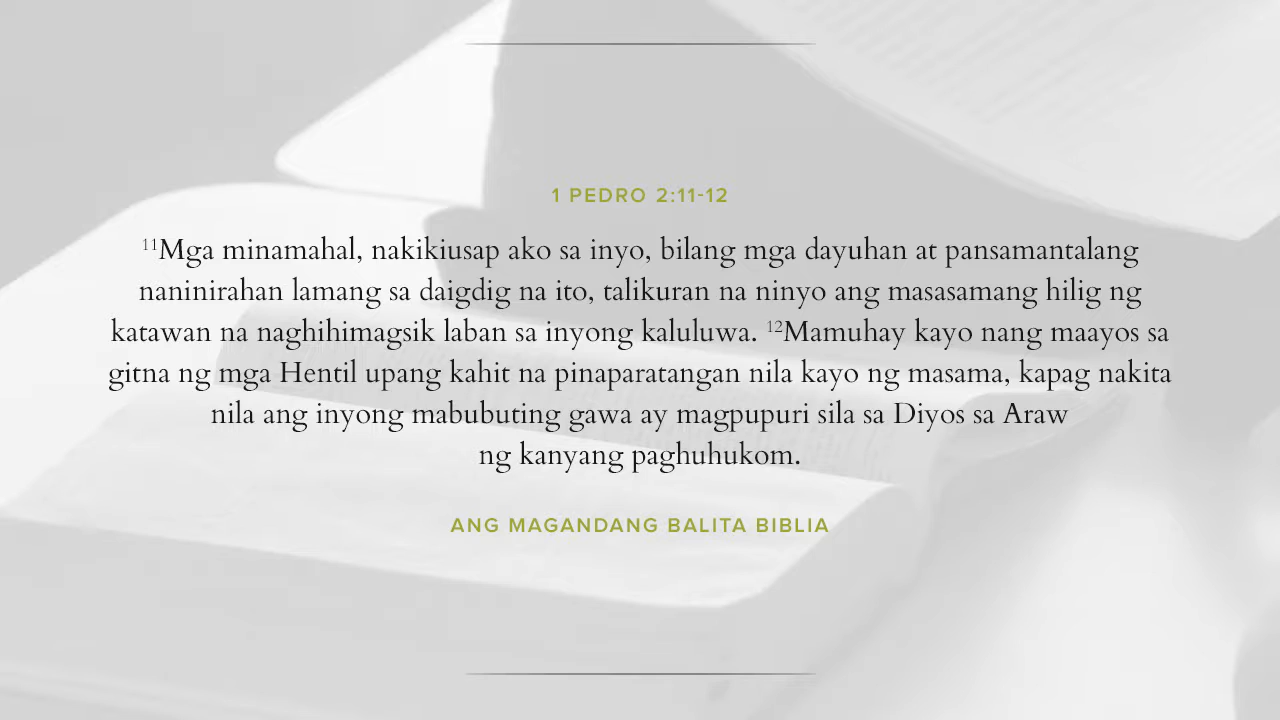 1 PEDRO 2:11-12
¹¹Mga minamahal, nakikiusap ako sa inyo, bilang mga dayuhan at pansamantalang
naninirahan lamang sa daigdig na ito, talikuran na ninyo ang masasamang hilig ng
katawan na naghihimagsik laban sa inyong kaluluwa. ¹²Mamuhay kayo nang maayos sa
gitna ng mga Hentil upang kahit na pinaparatangan nila kayo ng masama, kapag nakita
nila ang inyong mabubuting gawa ay magpupuri sila sa Diyos sa Araw
ng kanyang paghuhukom.
ANG MAGANDANG BALITA BIBLIA